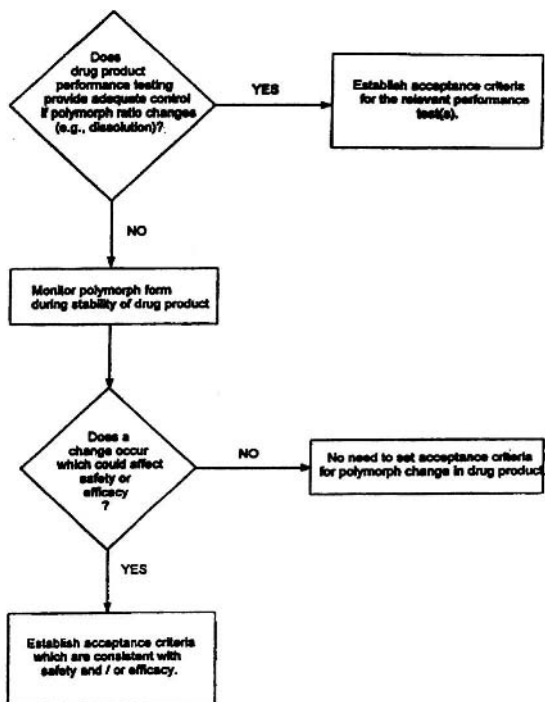 Does
drug product
performance testing
provide adequate control
if polymorph ratio changes
(e.g., dissolution)?
YES
Establish acceptance criteria
for the relevant performance
test(s).
NO
Monitor polymorph form
during stability of drug product
Does a
change occur
which could affect
safety or
efficacy
?
NO
No need to set acceptance criteria
for polymorph change in drug product.
YES
Establish acceptance criteria
which are consistent with
safety and / or efficacy.